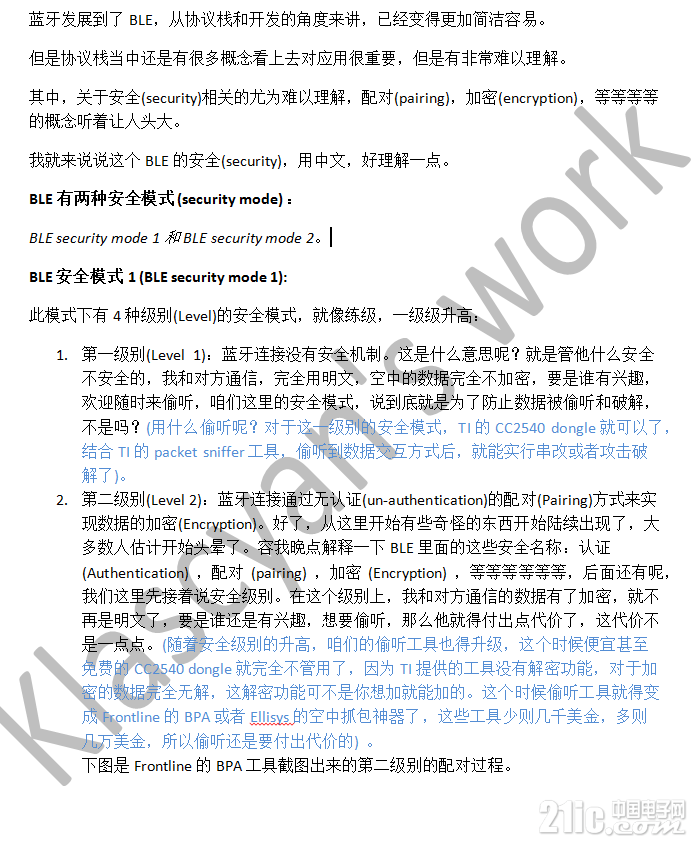 蓝牙发展到了 BLE，从协议栈和开发的角度来讲，已经变得更加简洁容易。
但是协议栈当中还是有很多概念看上去对应用很重要，但是有非常难以理解。
其中，关于安全(security)相关的尤为难以理解，配对(pairing)，加密(encryption)，等等等等
的概念听着让人头大。
我就来说说这个 BLE 的安全(security)，用中文，好理解一点。
BLE 有两种安全模式(security mode)：
BLE security mode 1 和 BLE security mode 2。
BLE 安全模式 1 (BLE security mode 1):
此模式下有 4 种级别(Level)的安全模式，就像练级，一级级升高：
1. 第一级别(Level 1)：蓝牙连接没有安全机制。这是什么意思呢？就是管他什么安全
不安全的，我和对方通信，完全用明文，空中的数据完全不加密，要是谁有兴趣，
欢迎随时来偷听，咱们这里的安全模式，说到底就是为了防止数据被偷听和破解，
不是吗？(用什么偷听呢？对于这一级别的安全模式，TI 的 CC2540 dongle 就可以了，
结合 TI 的 packet sniffer 工具，偷听到数据交互方式后，就能实行串改或者攻击破
解了)。
2. 第二级别(Level 2)：蓝牙连接通过无认证(un-authentication)的配对(Pairing)方式来实
现数据的加密(Encryption)。好了，从这里开始有些奇怪的东西开始陆续出现了，大
多数人估计开始头晕了。容我晚点解释一下 BLE 里面的这些安全名称：认证
(Authentication)，配对 (pairing)，加密 (Encryption)，等等等等等等，后面还有呢，
我们这里先接着说安全级别。在这个级别上，我和对方通信的数据有了加密，就不
再是明文了，要是谁还是有兴趣，想要偷听，那么他就得付出点代价了，这代价不
是一点点。(随着安全级别的升高，咱们的偷听工具也得升级，这个时候便宜甚至
免费的 CC2540 dongle 就完全不管用了，因为 TI 提供的工具没有解密功能，对于加
密的数据完全无解，这解密功能可不是你想加就能加的。这个时候偷听工具就得变
成 Frontline 的 BPA 或者 Ellisys 的空中抓包神器了，这些工具少则几千美金，多则
几万美金，所以偷听还是要付出代价的) 。
下图是 Frontline 的 BPA 工具截图出来的第二级别的配对过程。
Klascyan's work
21ic 中国电子网
.com